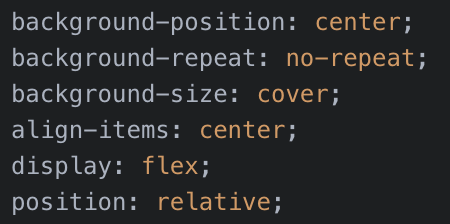 background-position: center;
background-repeat: no-repeat;
background-size: cover;
align-items: center;
display: flex;
position: relative;